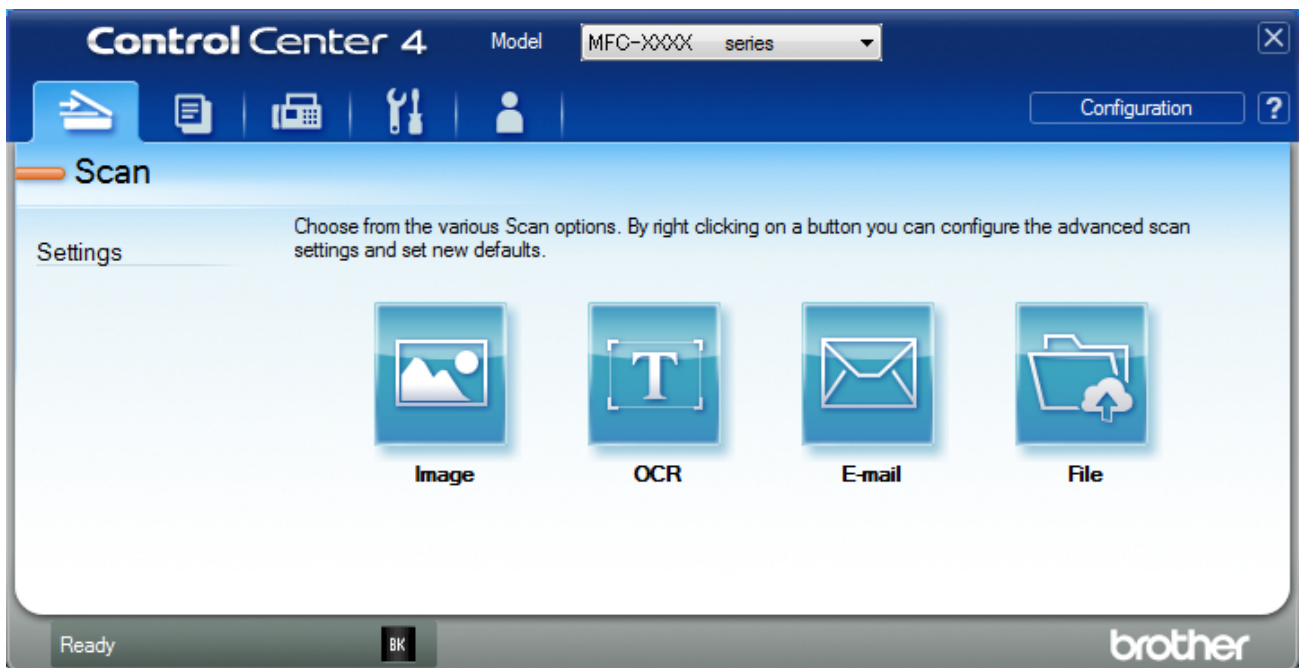 ControlCenter 4 Model MFC-XXXX series
Configuration ?
Scan
Settings
Choose from the various Scan options. By right clicking on a button you can configure the advanced scan
settings and set new defaults.
T
Image OCR E-mail File
Ready BK brother